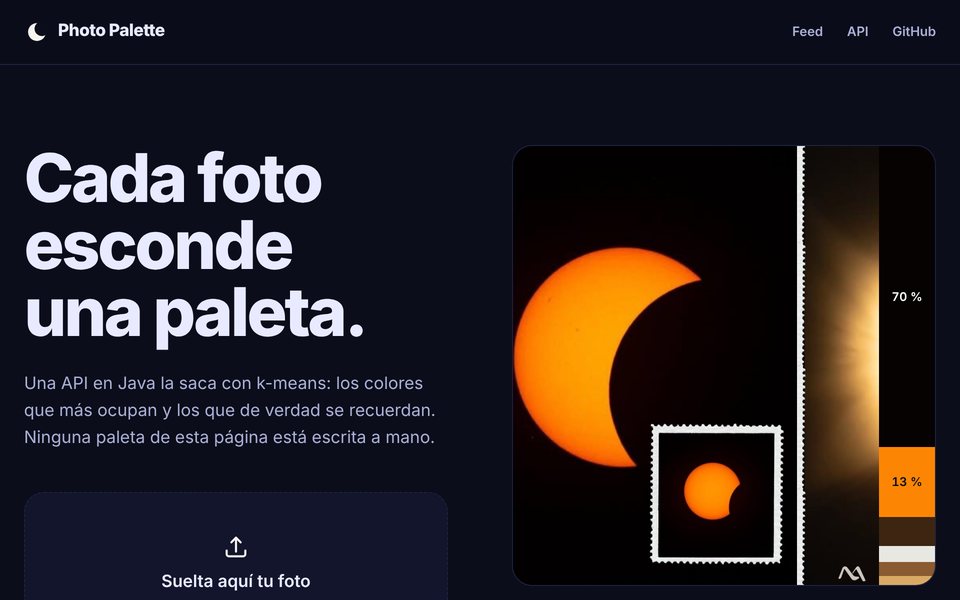 Photo Palette
Feed API GitHub
Cada foto
esconde
una paleta.
Una API en Java la saca con k-means: los colores
que más ocupan y los que de verdad se recuerdan.
Ninguna paleta de esta página está escrita a mano.
Suelta aquí tu foto
70 %
13 %